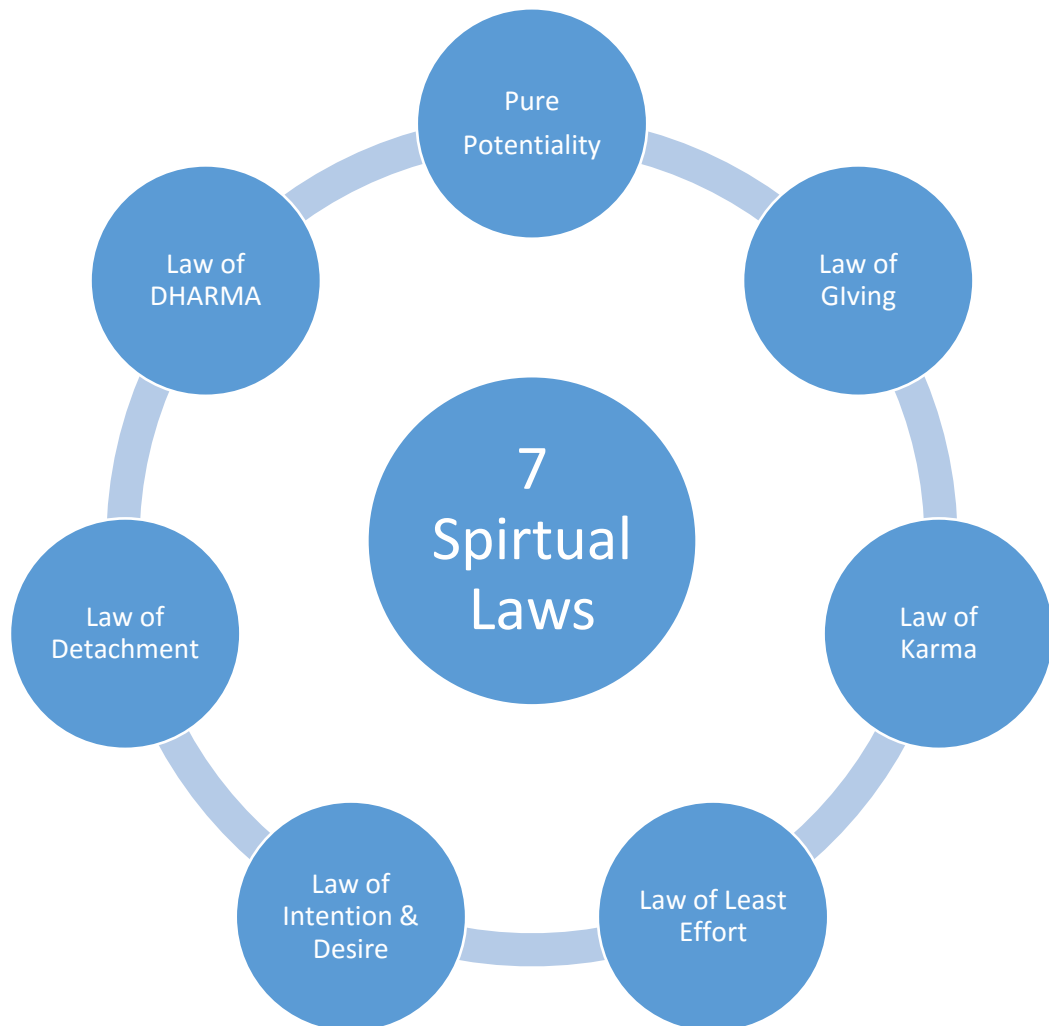 Pure
Potentiality
Law of
GIving
Law of
Karma
Law of Least
Effort
Law of
Intention &
Desire
Law of
Detachment
Law of
DHARMA
7
Spirtual
Laws